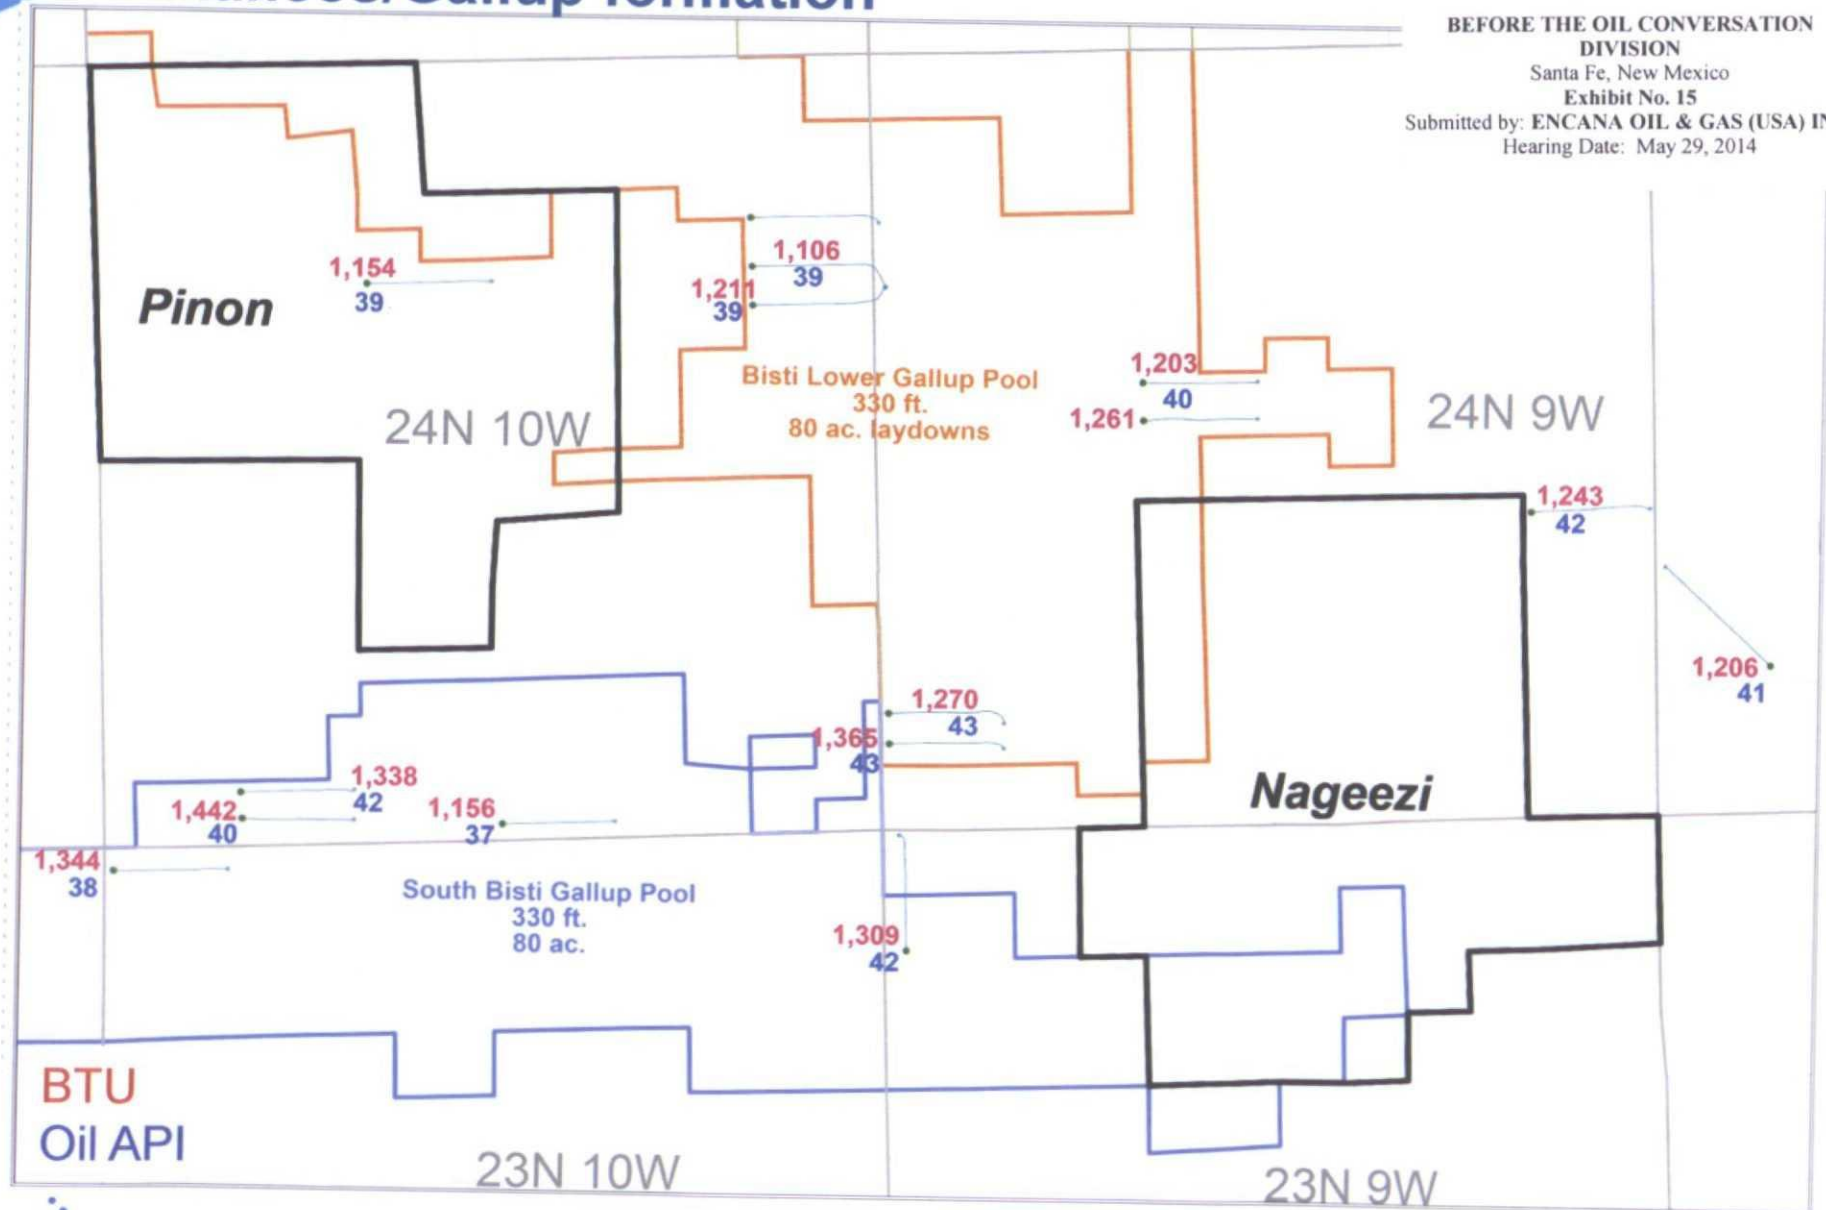 Gallup formation
BEFORE THE OIL CONVERSATION
DIVISION
Santa Fe, New Mexico
Exhibit No. 15
Submitted by: ENCANA OIL & GAS (USA)
Hearing Date: May 29, 2014
1,154
39
Pinon
1,106
39
1,211
39
Bisti Lower Gallup Pool
330 ft.
80 ac. laydowns
24N 10W
1,203
40
1,261
24N 9W
1,243
42
1,206
41
1,270
43
1,365
43
1,338
42
1,442
40
1,156
37
Nageezi
1,344
38
South Bisti Gallup Pool
330 ft.
80 ac.
1,309
42
BTU
Oil API
23N 10W
23N 9W